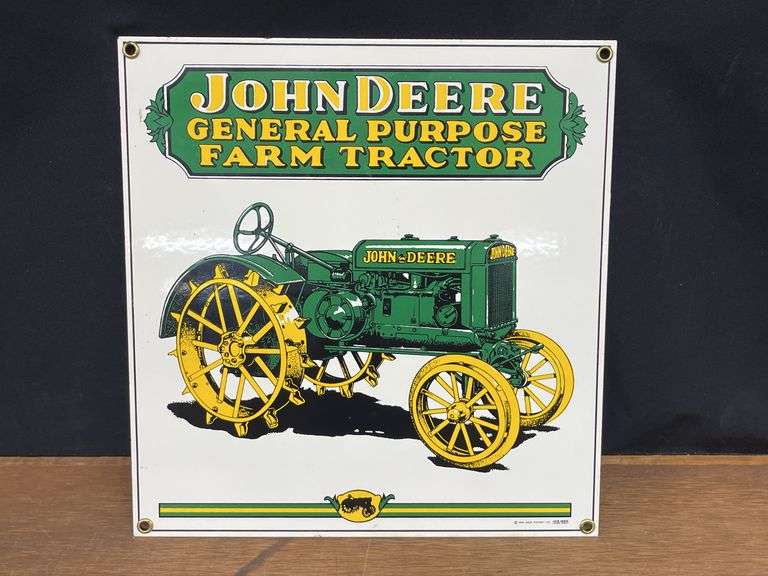 JOHN DEERE
GENERAL PURPOSE
FARM TRACTOR
JOHN DEERE
JOHN DEERE